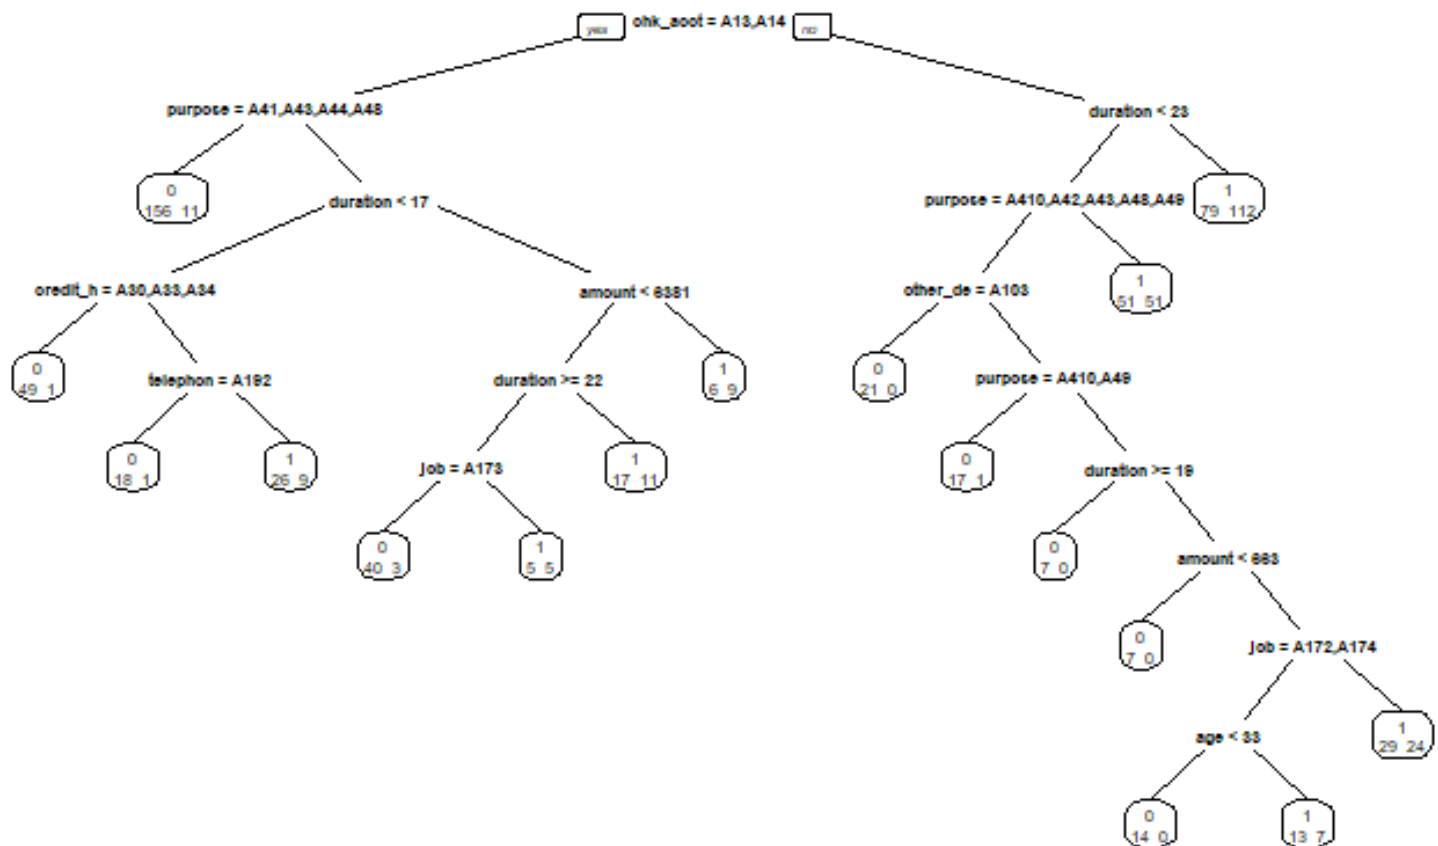 yes
chk_acct = A13,A14
no
purpose = A41,A43,A44,A48
duration < 23
0
156 11
duration < 17
purpose = A410,A42,A43,A48,A49
1
79 112
credit_h = A30,A33,A34
amount < 6381
other_de = A103
1
51 51
0
49 1
telephon = A192
duration >= 22
1
6 9
0
21 0
purpose = A410,A49
0
18 1
1
26 9
job = A173
1
17 11
0
17 1
duration >= 19
0
40 3
1
5 5
0
7 0
amount < 663
0
7 0
job = A172,A174
age < 33
1
29 24
0
14 0
1
13 7